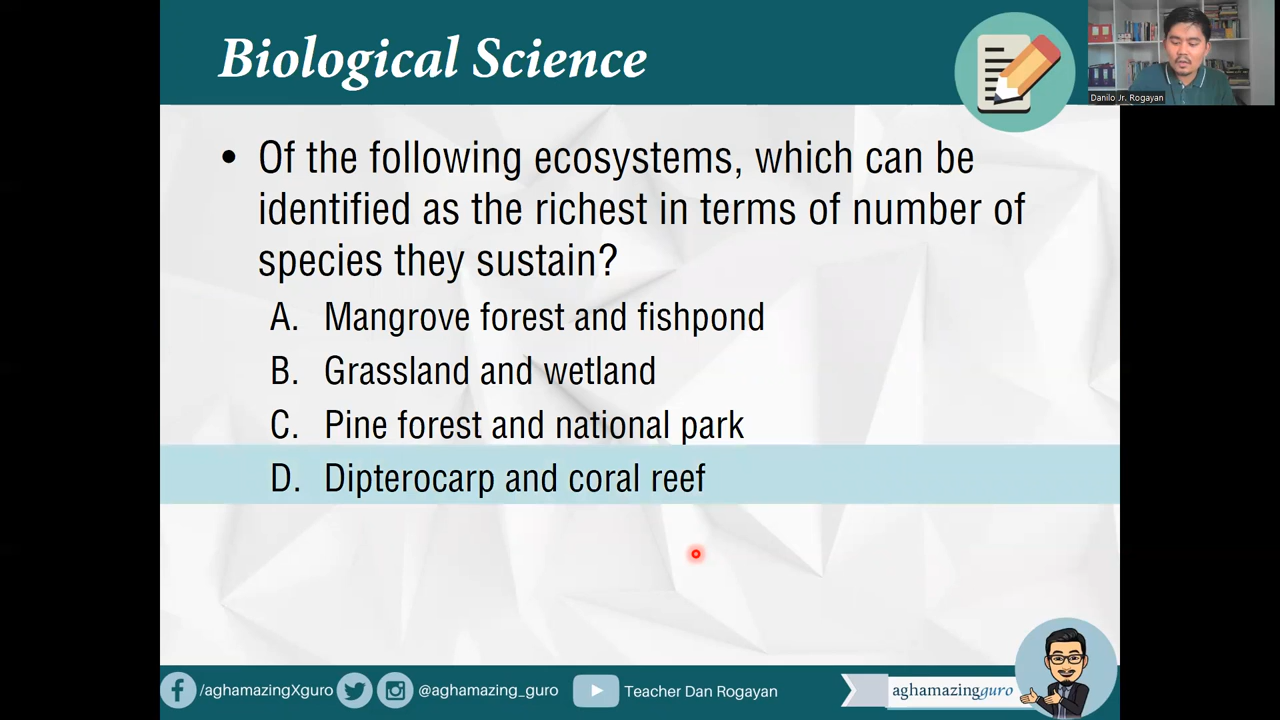 Biological Science
Danilo Jr. Rogayan
• Of the following ecosystems, which can be
identified as the richest in terms of number of
species they sustain?
A. Mangrove forest and fishpond
B. Grassland and wetland
C. Pine forest and national park
D. Dipterocarp and coral reef
/aghamazingXguro
@aghamazing_guro
Teacher Dan Rogayan
aghamazingguro